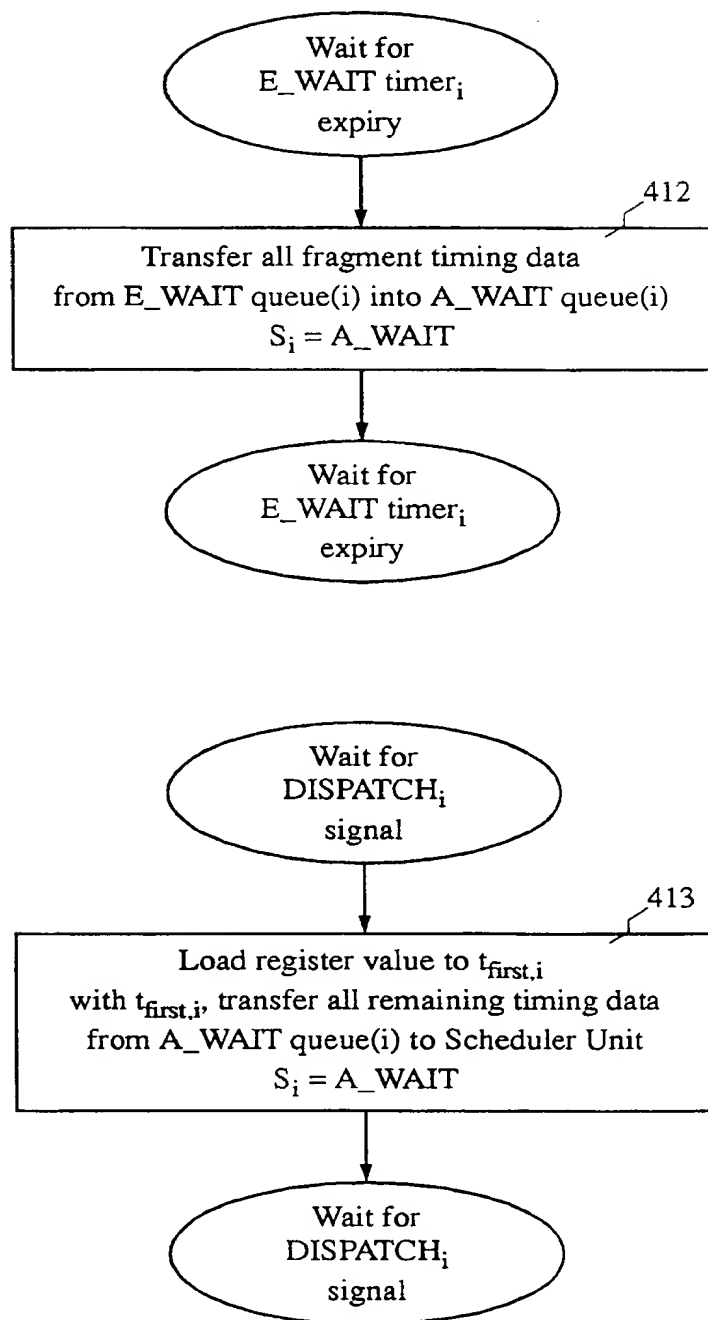 Wait for
E_WAIT timerᵢ
expiry
412
Transfer all fragment timing data
from E_WAIT queue(i) into A_WAIT queue(i)
Sᵢ = A_WAIT
Wait for
E_WAIT timerᵢ
expiry
Wait for
DISPATCHᵢ
signal
413
Load register value to t_first,i
with t_first,i, transfer all remaining timing data
from A_WAIT queue(i) to Scheduler Unit
Sᵢ = A_WAIT
Wait for
DISPATCHᵢ
signal